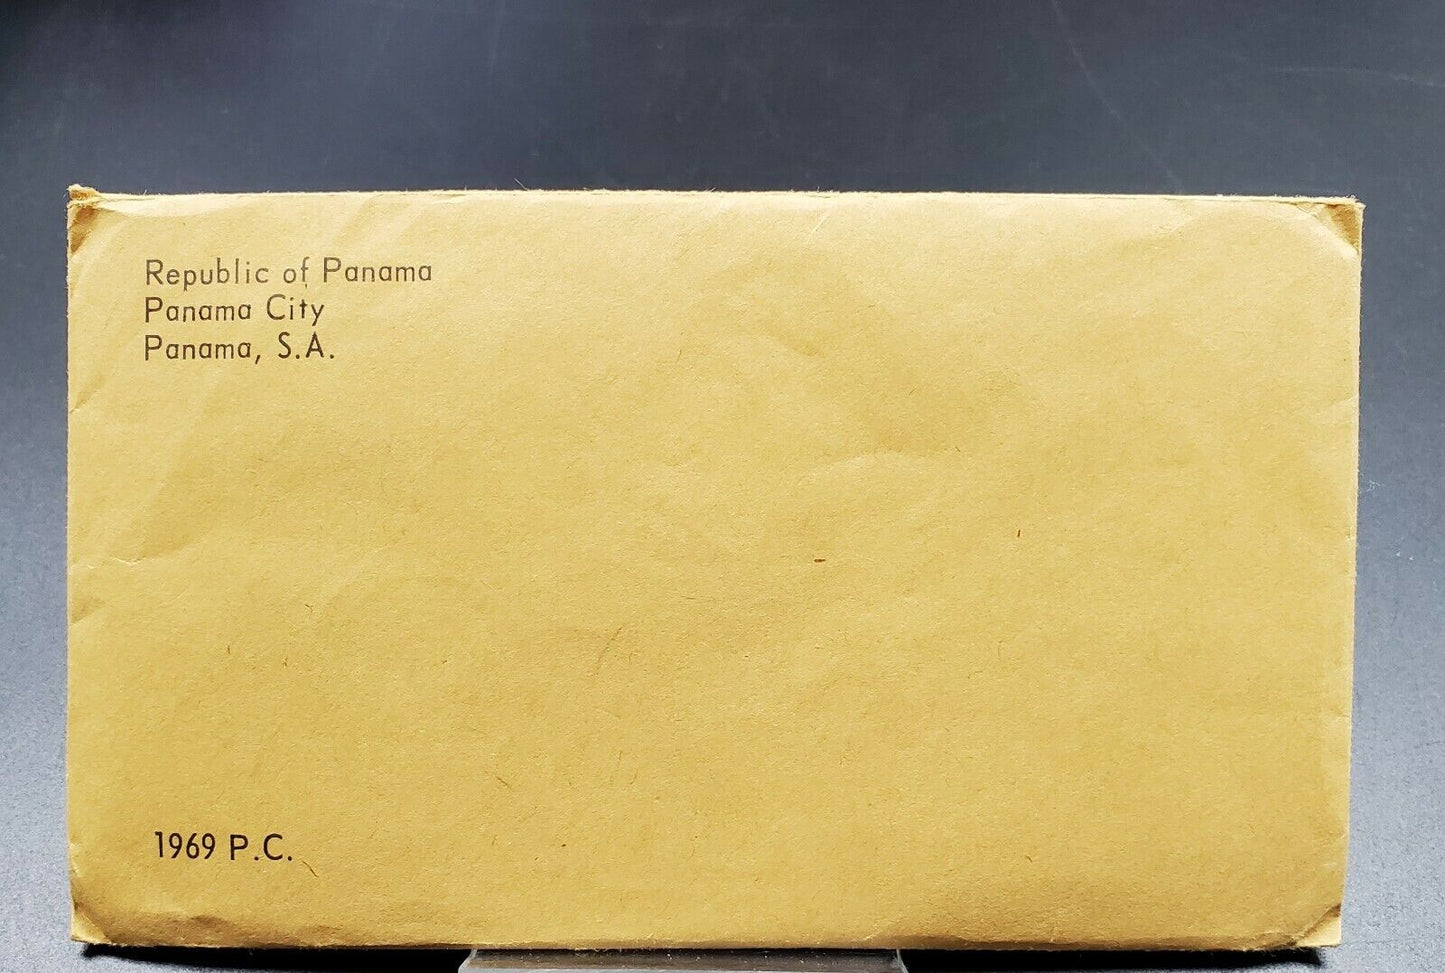 Republic of Panama
Panama City
Panama, S.A.
1969 P.C.